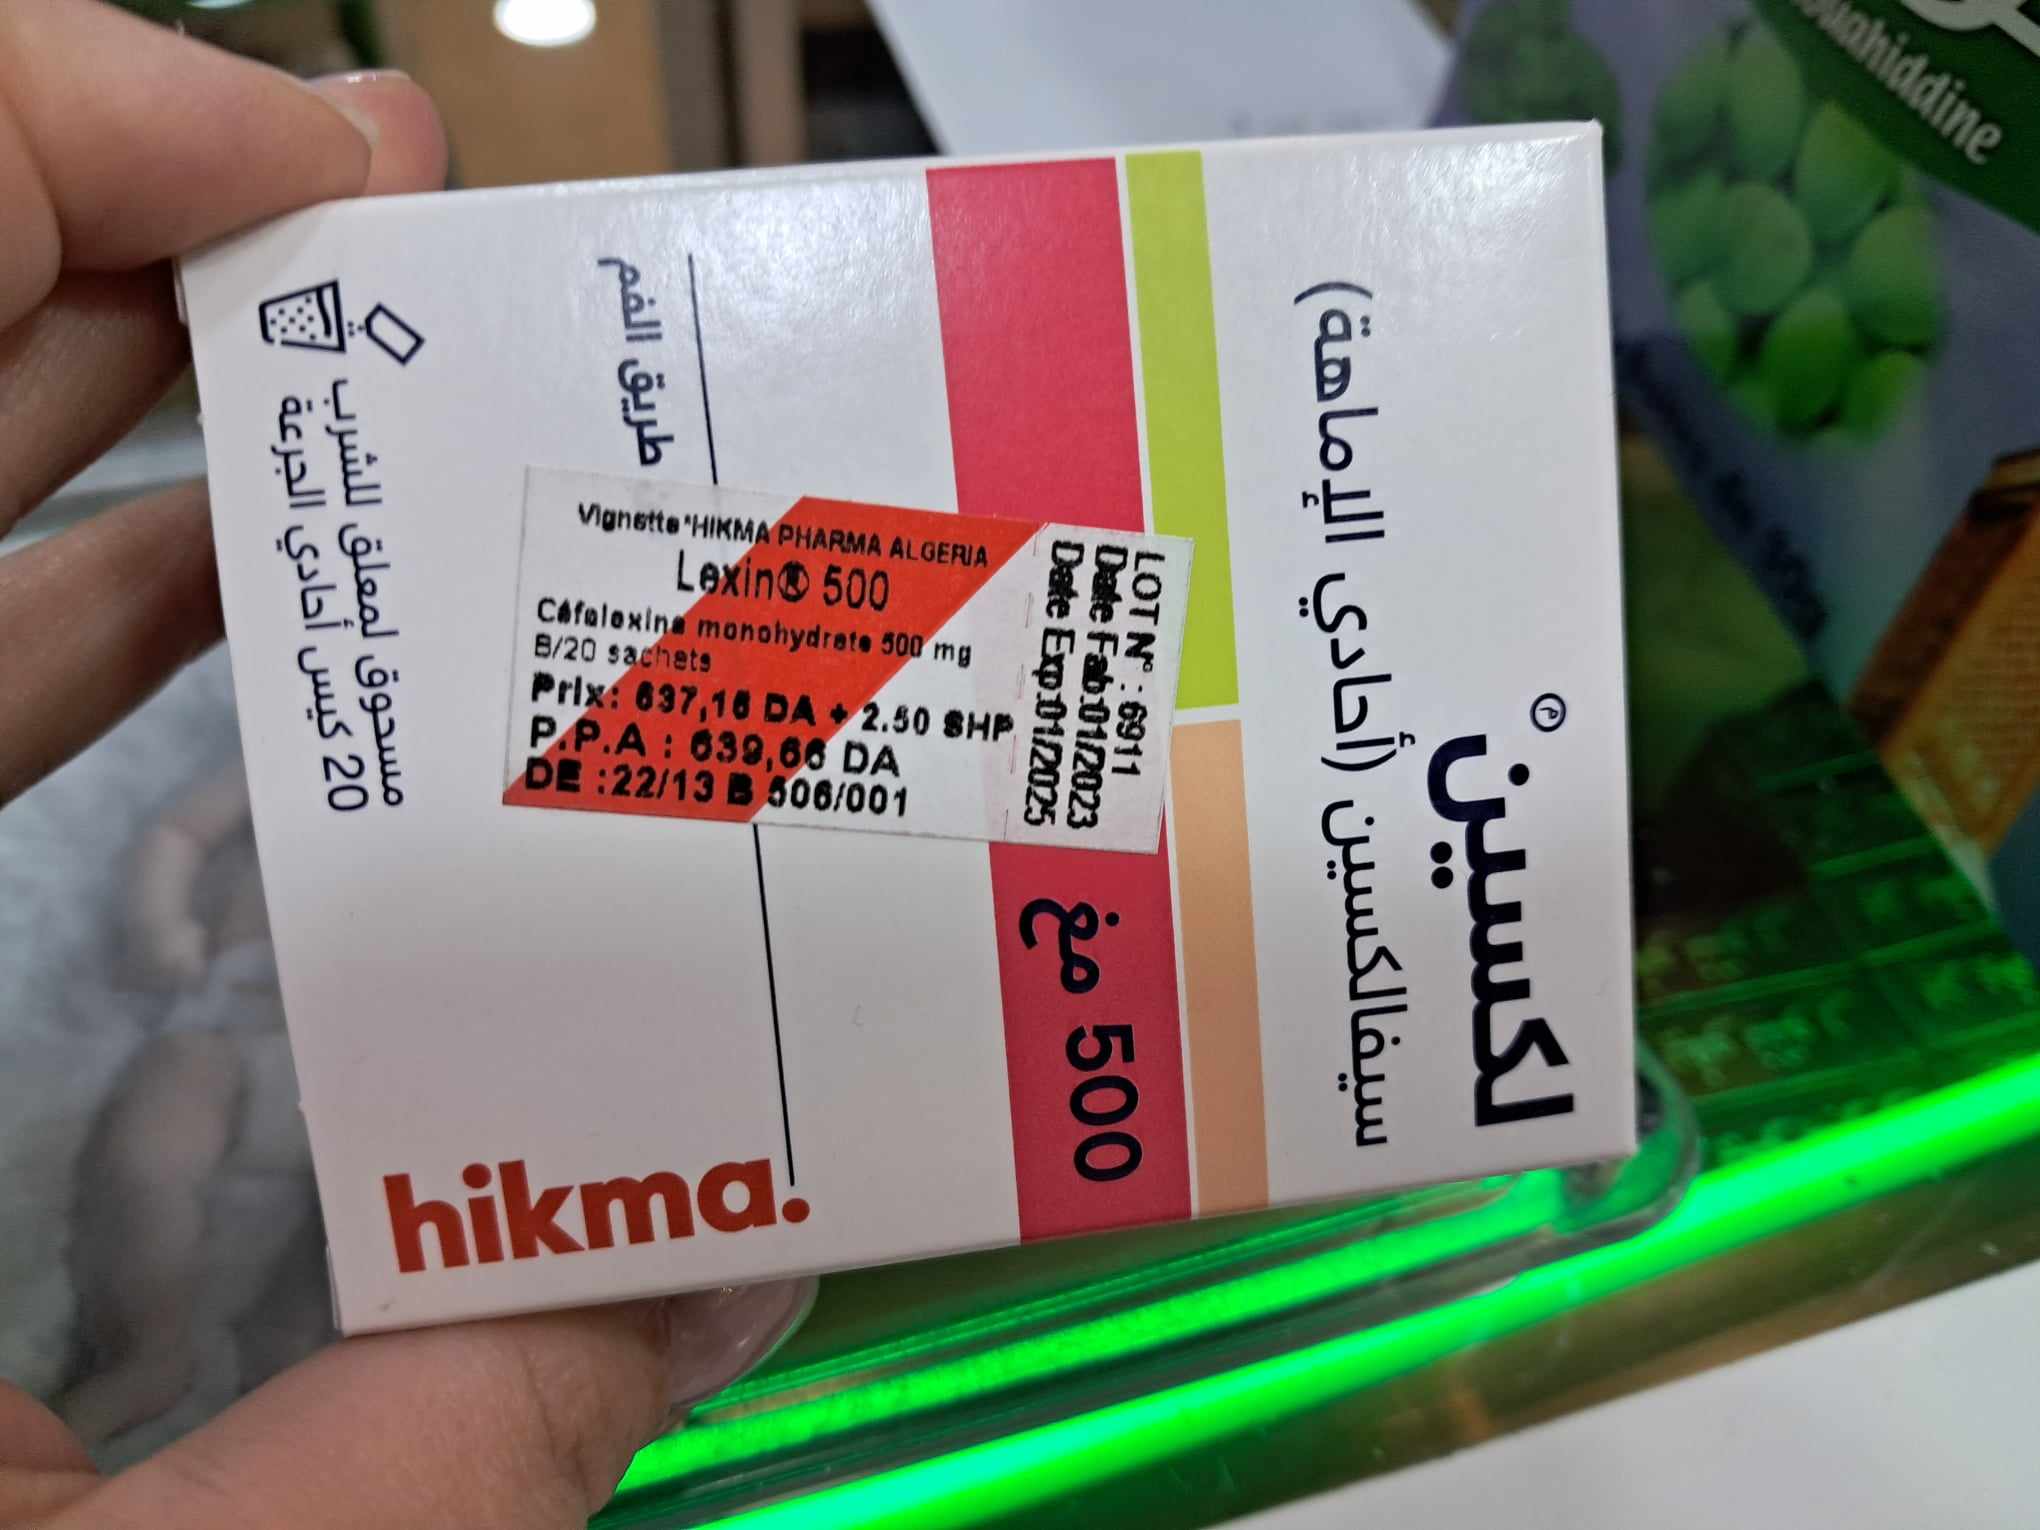 لكسين
سيفالكسين (أحادي الإماهة)
500 مغ
طريق الفم
مسحوق لمعلق للشرب
20 كيس أحادي الجرعة
hikma.
Vignette *HIKMA PHARMA ALGERIA
Lexin® 500
Céfalexine monohydrate 500 mg
B/20 sachets
Prix: 637,16 DA + 2.50 SHP
P.P.A : 639,66 DA
DE :22/13 B 506/001
LOT N° : 6911
Date Fab:01/2023
Date Exp:01/2025
ouahiddine